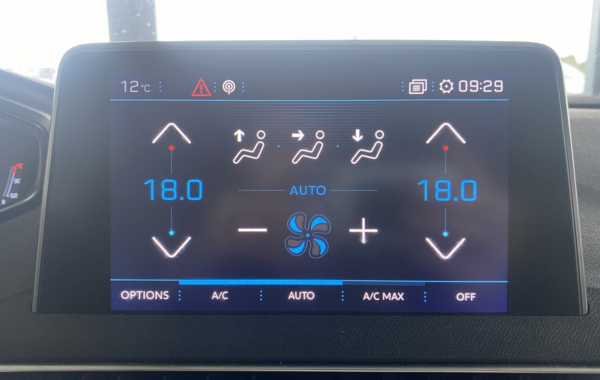 12°C 09:29
18.0 18.0
AUTO
OPTIONS A/C AUTO A/C MAX OFF